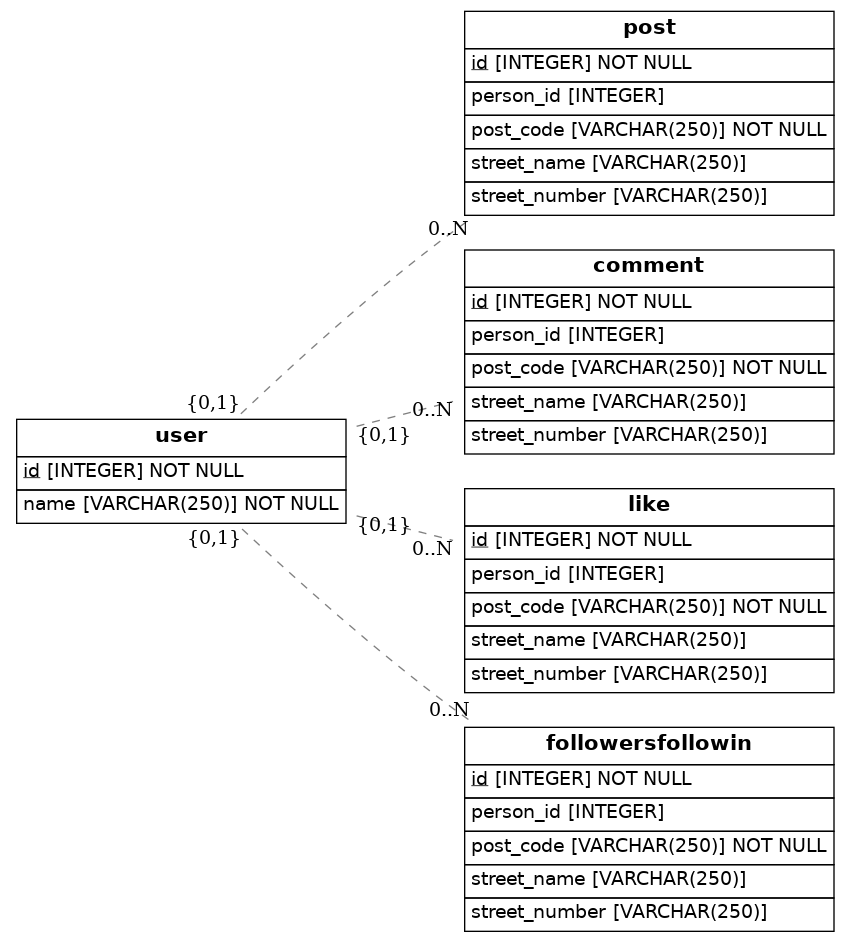 post
id [INTEGER] NOT NULL
person_id [INTEGER]
post_code [VARCHAR(250)] NOT NULL
street_name [VARCHAR(250)]
street_number [VARCHAR(250)]
0..N
comment
id [INTEGER] NOT NULL
person_id [INTEGER]
post_code [VARCHAR(250)] NOT NULL
street_name [VARCHAR(250)]
street_number [VARCHAR(250)]
{0,1}
0..N
{0,1}
user
id [INTEGER] NOT NULL
name [VARCHAR(250)] NOT NULL
{0,1}
0..N
{0,1}
like
id [INTEGER] NOT NULL
person_id [INTEGER]
post_code [VARCHAR(250)] NOT NULL
street_name [VARCHAR(250)]
street_number [VARCHAR(250)]
0..N
followersfollowin
id [INTEGER] NOT NULL
person_id [INTEGER]
post_code [VARCHAR(250)] NOT NULL
street_name [VARCHAR(250)]
street_number [VARCHAR(250)]